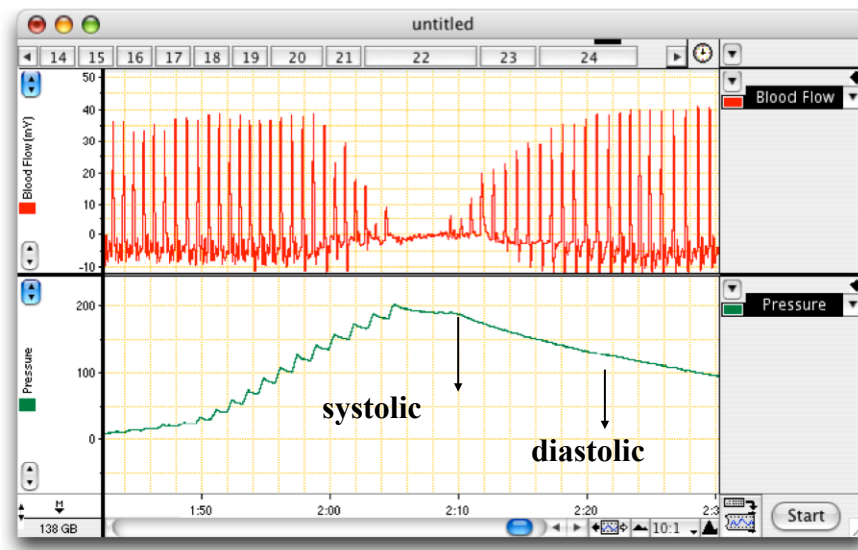 untitled
14 15 16 17 18 19 20 21 22 23 24
50
40
30
20
10
0
-10
Blood Flow (mV)
Blood Flow
200
100
0
Pressure
Pressure
systolic
diastolic
M
1:50 2:00 2:10 2:20 2:3
138 GB
10:1
Start